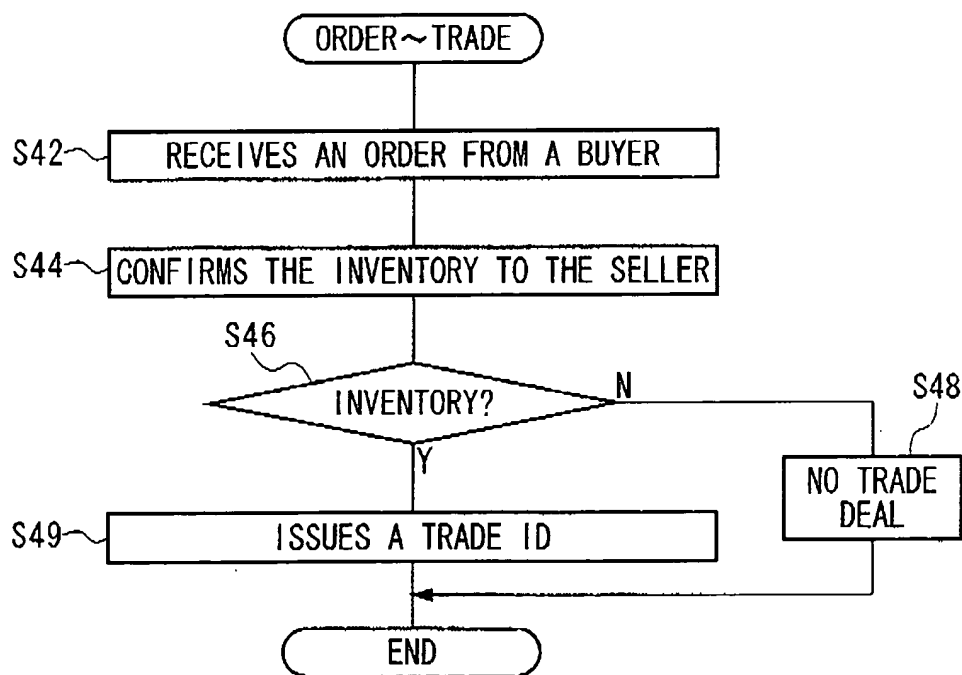 ORDER~TRADE
S42
RECEIVES AN ORDER FROM A BUYER
S44
CONFIRMS THE INVENTORY TO THE SELLER
S46
INVENTORY?
N
S48
Y
NO TRADE
DEAL
S49
ISSUES A TRADE ID
END